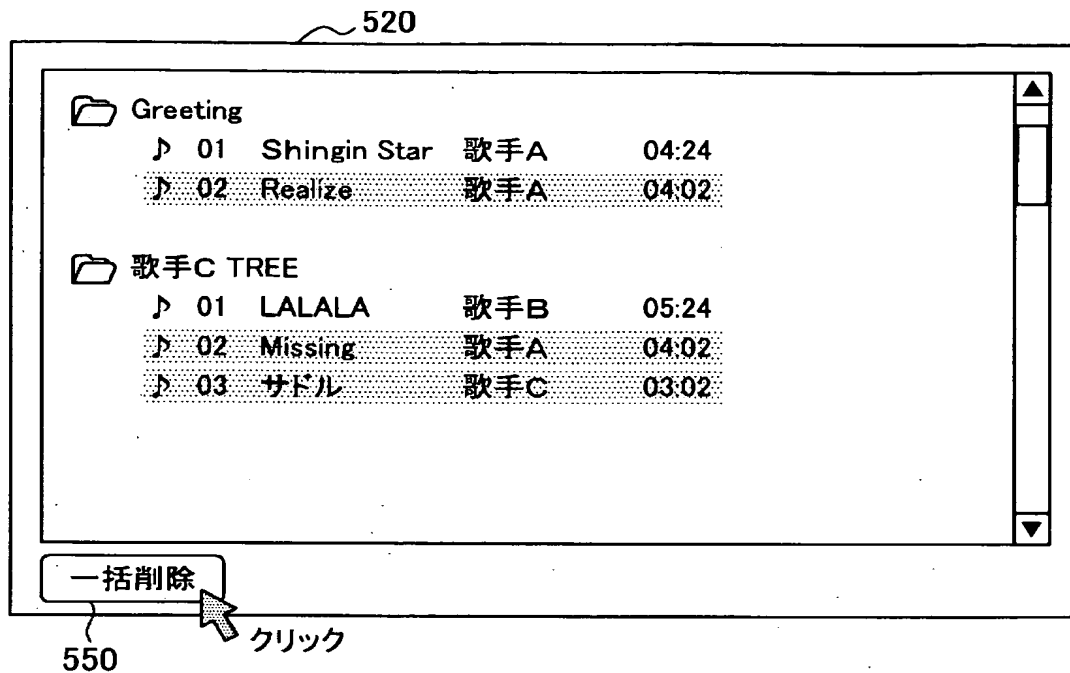 520
Greeting
♪ 01 Shingin Star 歌手A 04:24
♪ 02 Realize 歌手A 04:02
歌手C TREE
♪ 01 LALALA 歌手B 05:24
♪ 02 Missing 歌手A 04:02
♪ 03 サドル 歌手C 03:02
一括削除
クリック
550